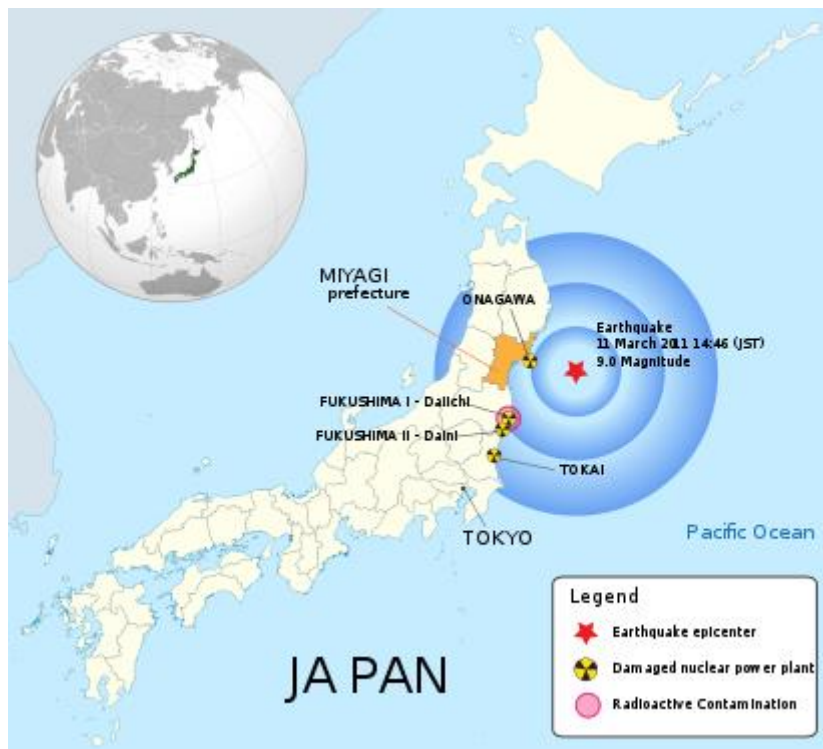 MIYAGI
prefecture
ONAGAWA
Earthquake
11 March 2011 14:46 (JST)
9.0 Magnitude
FUKUSHIMA I - Daiichi
FUKUSHIMA II - Daini
TOKAI
TOKYO
Pacific Ocean
JAPAN
Legend
Earthquake epicenter
Damaged nuclear power plant
Radioactive Contamination